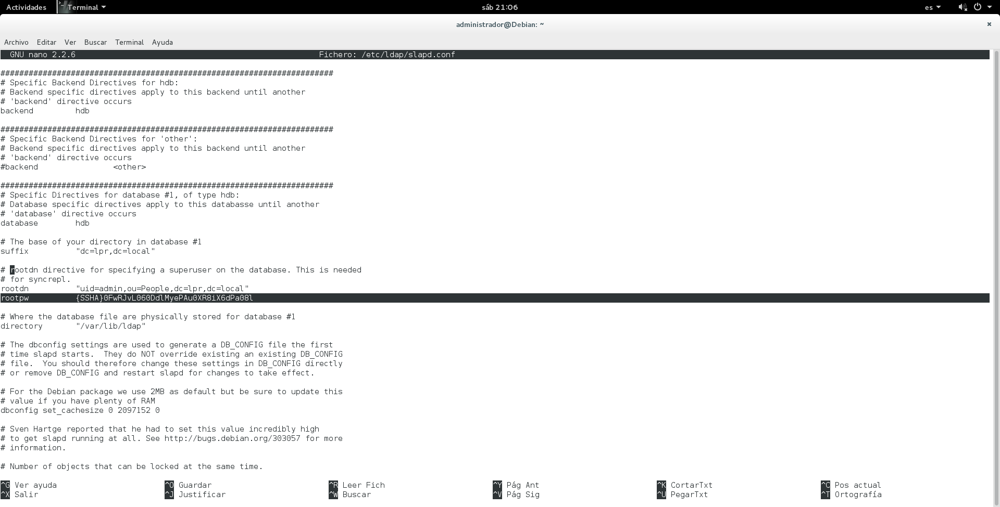 Actividades Terminal sáb 21:06 es
administrador@Debian: ~ ×
Archivo Editar Ver Buscar Terminal Ayuda
GNU nano 2.2.6 Fichero: /etc/ldap/slapd.conf
#######################################################################
# Specific Backend Directives for hdb:
# Backend specific directives apply to this backend until another
# 'backend' directive occurs
backend hdb
#######################################################################
# Specific Backend Directives for 'other':
# Backend specific directives apply to this backend until another
# 'backend' directive occurs
#backend <other>
#######################################################################
# Specific Directives for database #1, of type hdb:
# Database specific directives apply to this databasse until another
# 'database' directive occurs
database hdb
# The base of your directory in database #1
suffix "dc=lpr,dc=local"
# rootdn directive for specifying a superuser on the database. This is needed
# for syncrepl.
rootdn "uid=admin,ou=People,dc=lpr,dc=local"
rootpw {SSHA}0FwRJvL060DdlMyePAu0XR8iX6dPa08l
# Where the database file are physically stored for database #1
directory "/var/lib/ldap"
# The dbconfig settings are used to generate a DB_CONFIG file the first
# time slapd starts.  They do NOT override existing an existing DB_CONFIG
# file.  You should therefore change these settings in DB_CONFIG directly
# or remove DB_CONFIG and restart slapd for changes to take effect.
# For the Debian package we use 2MB as default but be sure to update this
# value if you have plenty of RAM
dbconfig set_cachesize 0 2097152 0
# Sven Hartge reported that he had to set this value incredibly high
# to get slapd running at all. See http://bugs.debian.org/303057 for more
# information.
# Number of objects that can be locked at the same time.
^G Ver ayuda ^O Guardar ^R Leer Fich ^Y Pág Ant ^K CortarTxt ^C Pos actual
^X Salir ^J Justificar ^W Buscar ^V Pág Sig ^U PegarTxt ^T Ortografía